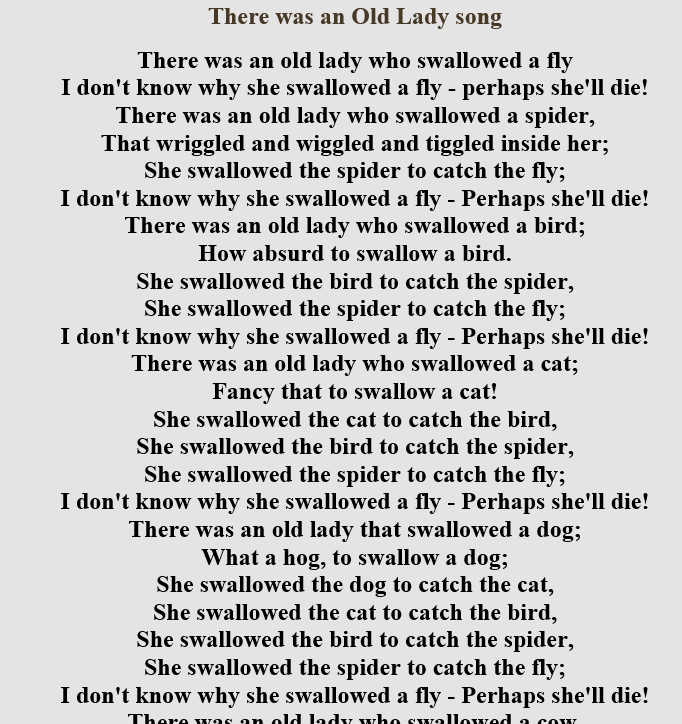 There was an Old Lady song
There was an old lady who swallowed a fly
I don't know why she swallowed a fly - perhaps she'll die!
There was an old lady who swallowed a spider,
That wriggled and wiggled and tiggled inside her;
She swallowed the spider to catch the fly;
I don't know why she swallowed a fly - Perhaps she'll die!
There was an old lady who swallowed a bird;
How absurd to swallow a bird.
She swallowed the bird to catch the spider,
She swallowed the spider to catch the fly;
I don't know why she swallowed a fly - Perhaps she'll die!
There was an old lady who swallowed a cat;
Fancy that to swallow a cat!
She swallowed the cat to catch the bird,
She swallowed the bird to catch the spider,
She swallowed the spider to catch the fly;
I don't know why she swallowed a fly - Perhaps she'll die!
There was an old lady that swallowed a dog;
What a hog, to swallow a dog;
She swallowed the dog to catch the cat,
She swallowed the cat to catch the bird,
She swallowed the bird to catch the spider,
She swallowed the spider to catch the fly;
I don't know why she swallowed a fly - Perhaps she'll die!
There was an old lady who swallowed a cow